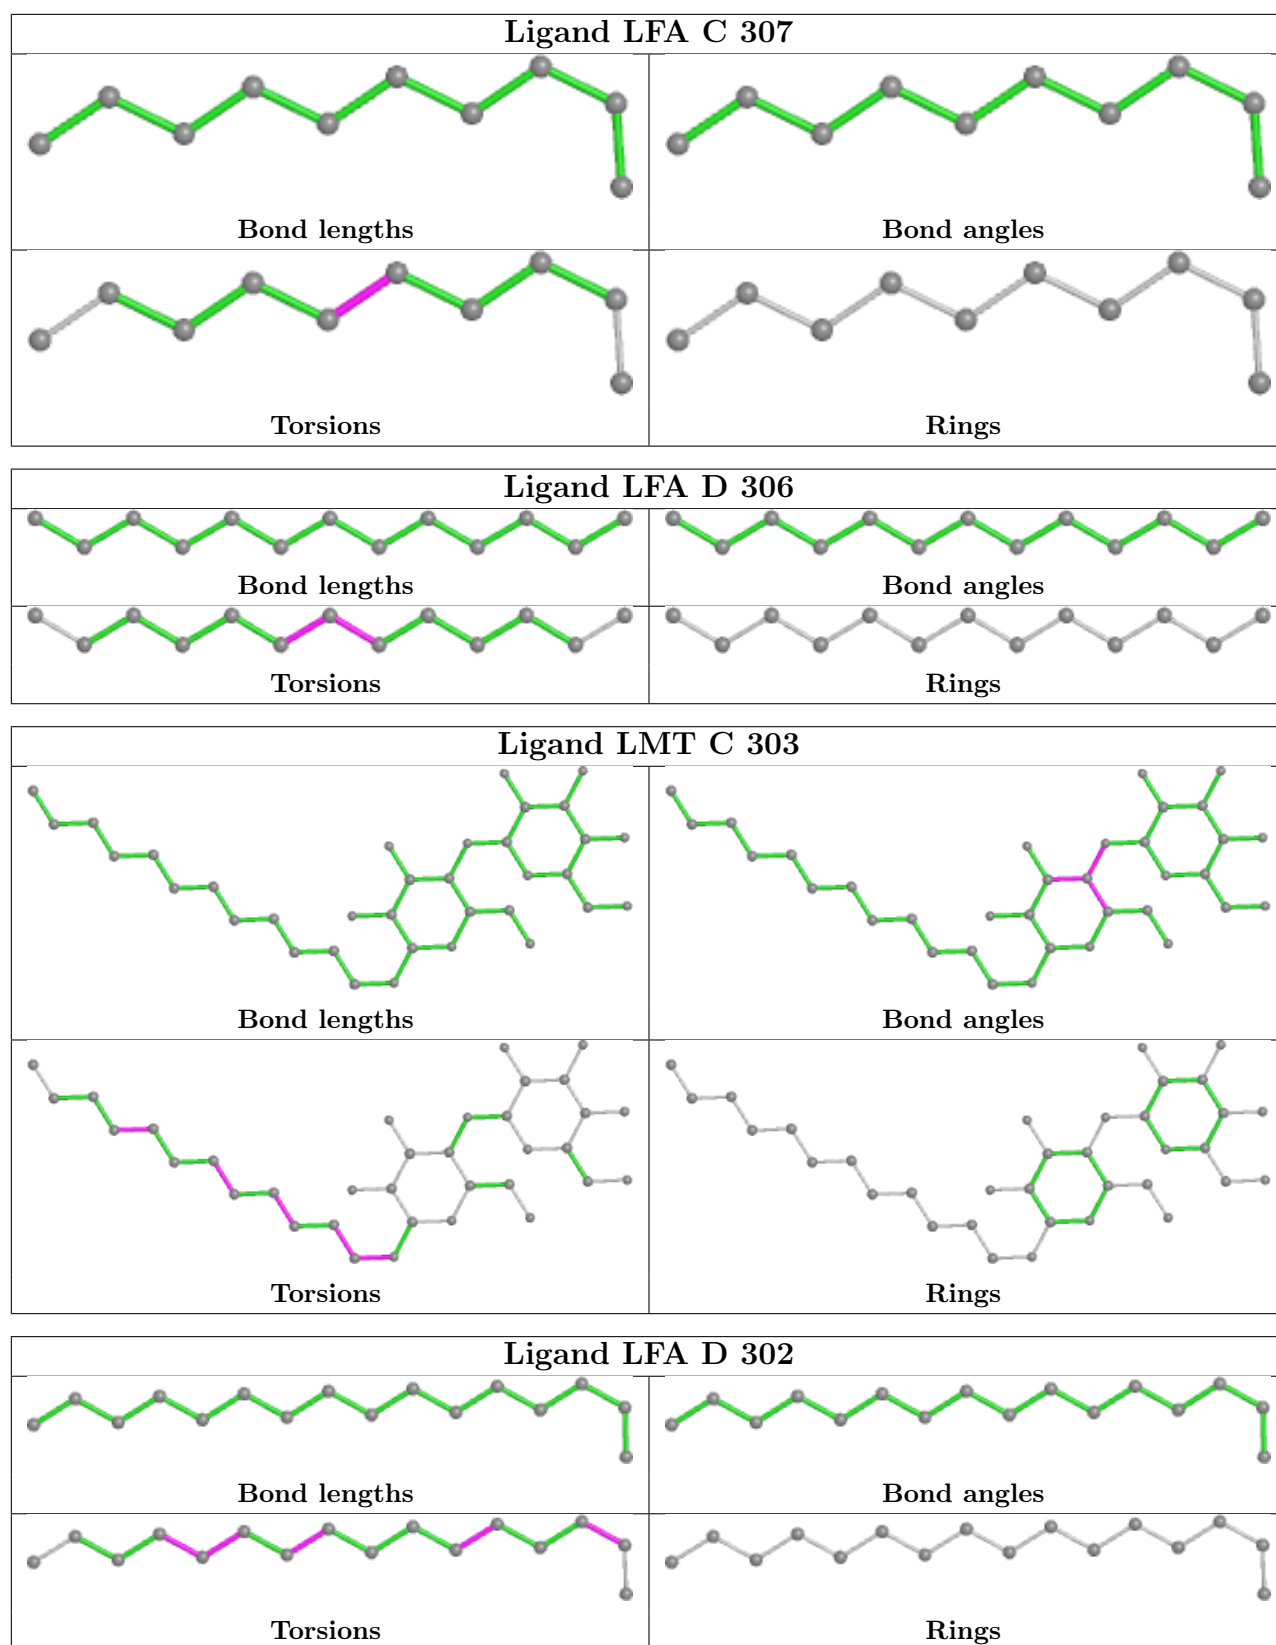 Ligand LFA C 307
Bond lengths
Bond angles
Torsions
Rings
Ligand LFA D 306
Bond lengths
Bond angles
Torsions
Rings
Ligand LMT C 303
Bond lengths
Bond angles
Torsions
Rings
Ligand LFA D 302
Bond lengths
Bond angles
Torsions
Rings